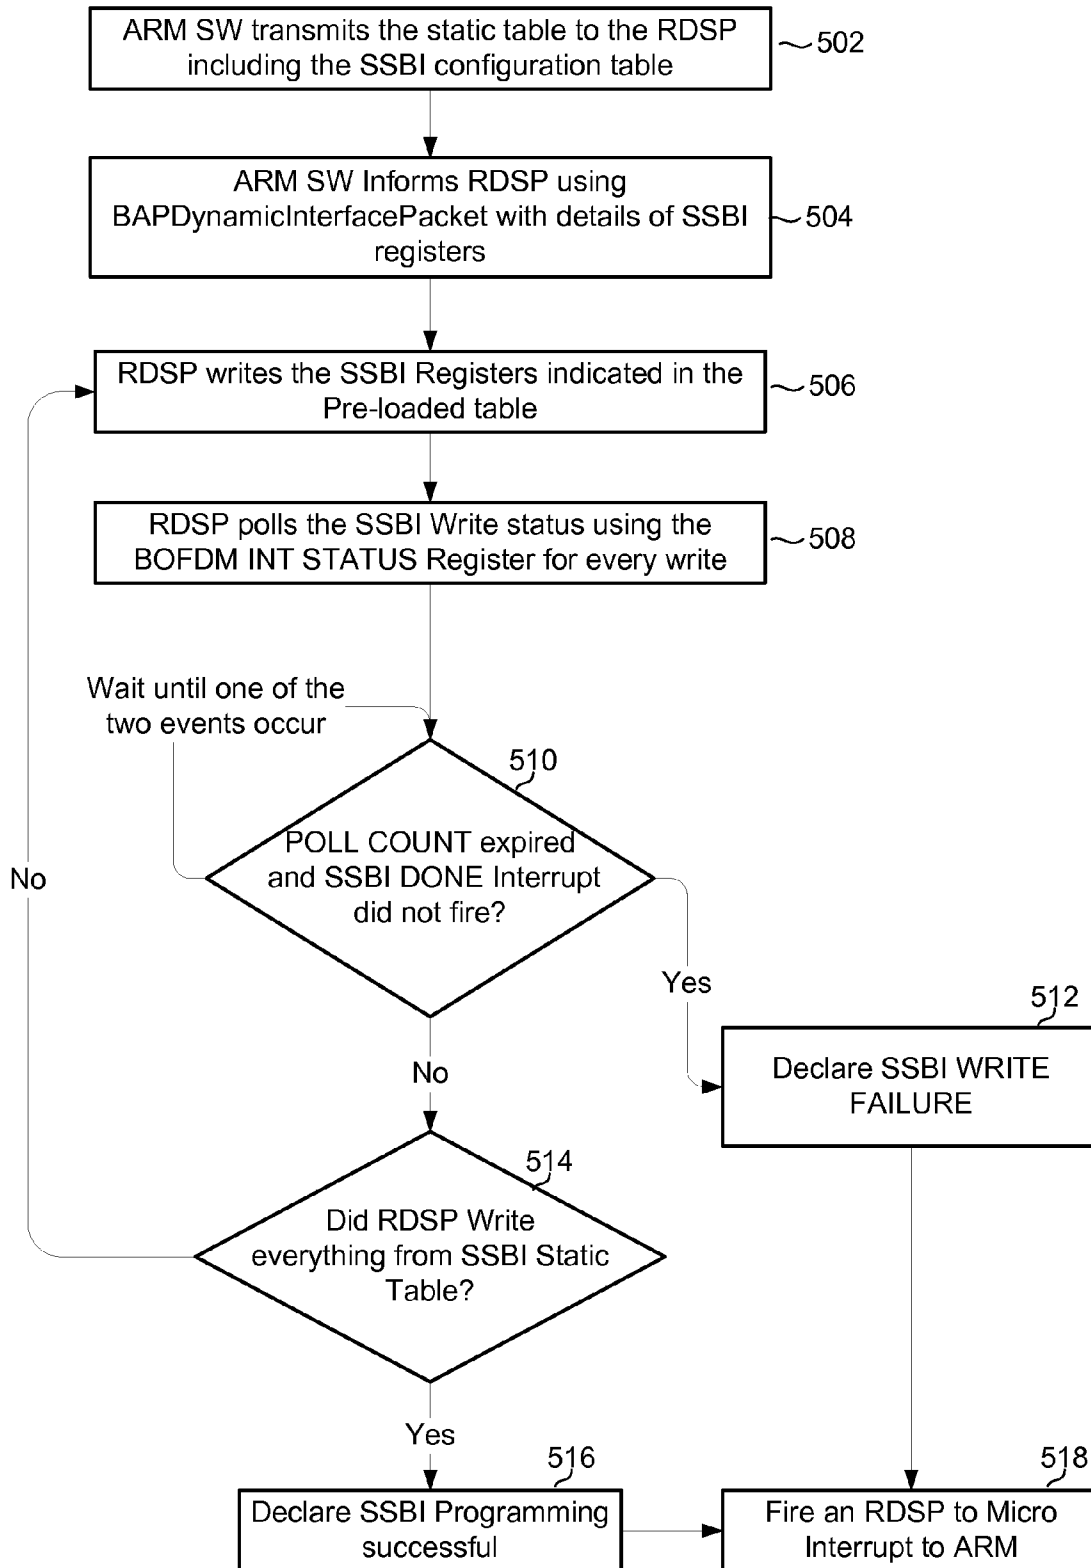 ARM SW transmits the static table to the RDSP
including the SSBI configuration table
502
ARM SW Informs RDSP using
BAPDynamicInterfacePacket with details of SSBI
registers
504
RDSP writes the SSBI Registers indicated in the
Pre-loaded table
506
RDSP polls the SSBI Write status using the
BOFDM INT STATUS Register for every write
508
Wait until one of the
two events occur
510
POLL COUNT expired
and SSBI DONE Interrupt
did not fire?
No
Yes
512
Declare SSBI WRITE
FAILURE
No
514
Did RDSP Write
everything from SSBI Static
Table?
Yes
516
Declare SSBI Programming
successful
518
Fire an RDSP to Micro
Interrupt to ARM